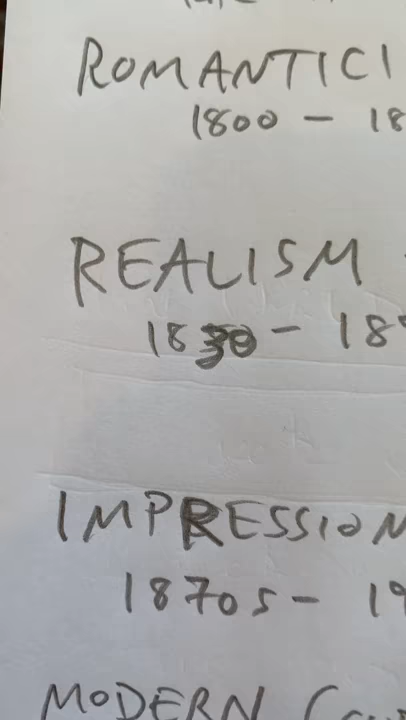 ROMANTICI
1800 - 18
REALISM
1830 - 18
IMPRESSION
1870s - 19
MODERN